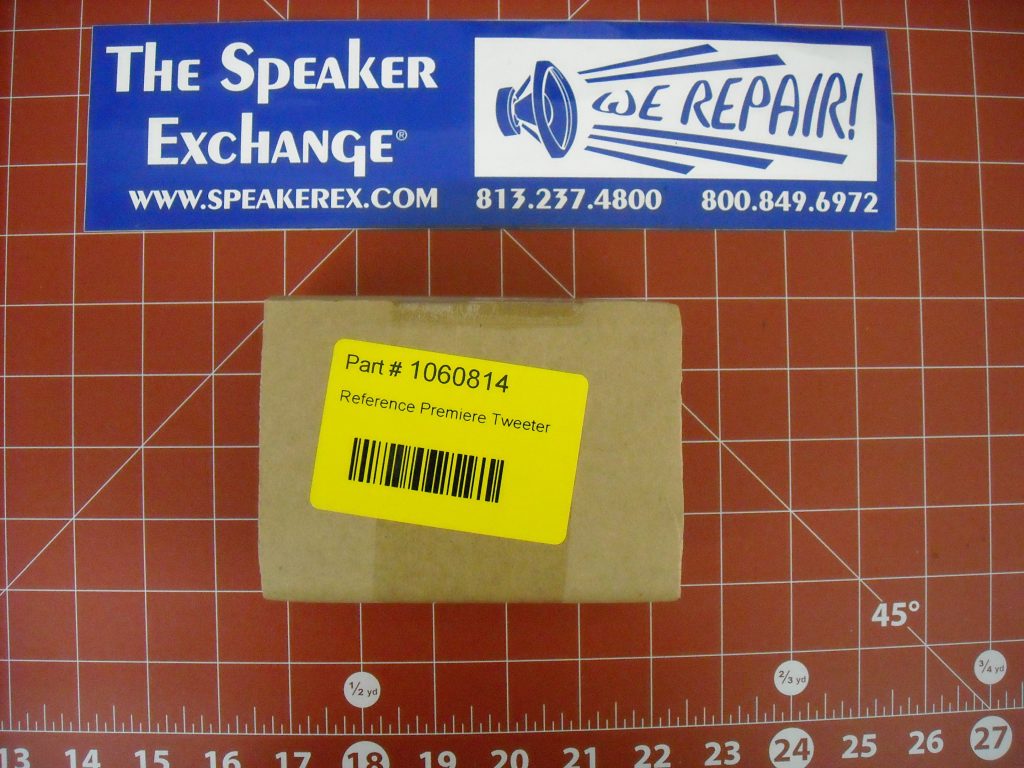 The Speaker
Exchange®
WE REPAIR!
WWW.SPEAKEREX.COM 813.237.4800 800.849.6972
Part # 1060814
Reference Premiere Tweeter
45°
1/2 yd 2/3 yd 3/4 yd
13 14 15 16 17 18 19 20 21 22 23 24 25 26 27